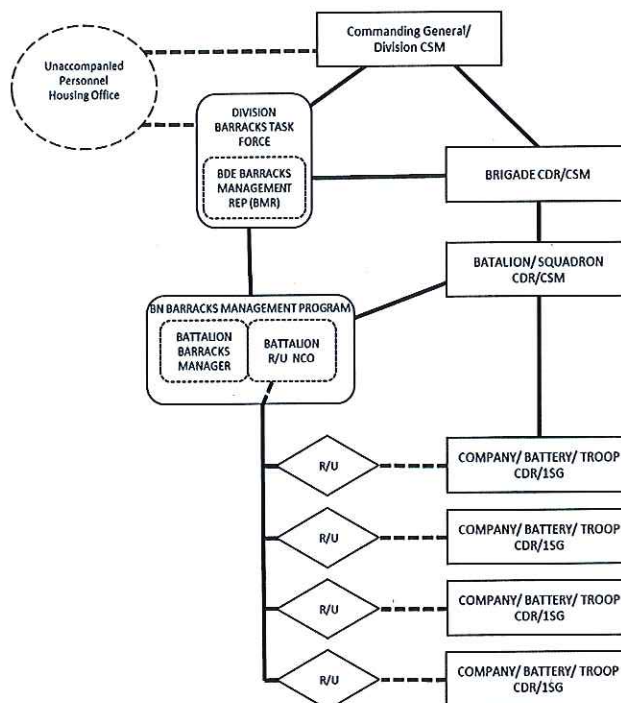 Commanding General/
Division CSM
Unaccompanied
Personnel
Housing Office
DIVISION
BARRACKS TASK
FORCE
BDE BARRACKS
MANAGEMENT
REP (BMR)
BRIGADE CDR/CSM
BATALION/ SQUADRON
CDR/CSM
BN BARRACKS MANAGEMENT PROGRAM
BATTALION
BARRACKS
MANAGER
BATTALION
R/U NCO
R/U
COMPANY/ BATTERY/ TROOP
CDR/1SG
R/U
COMPANY/ BATTERY/ TROOP
CDR/1SG
R/U
COMPANY/ BATTERY/ TROOP
CDR/1SG
R/U
COMPANY/ BATTERY/ TROOP
CDR/1SG